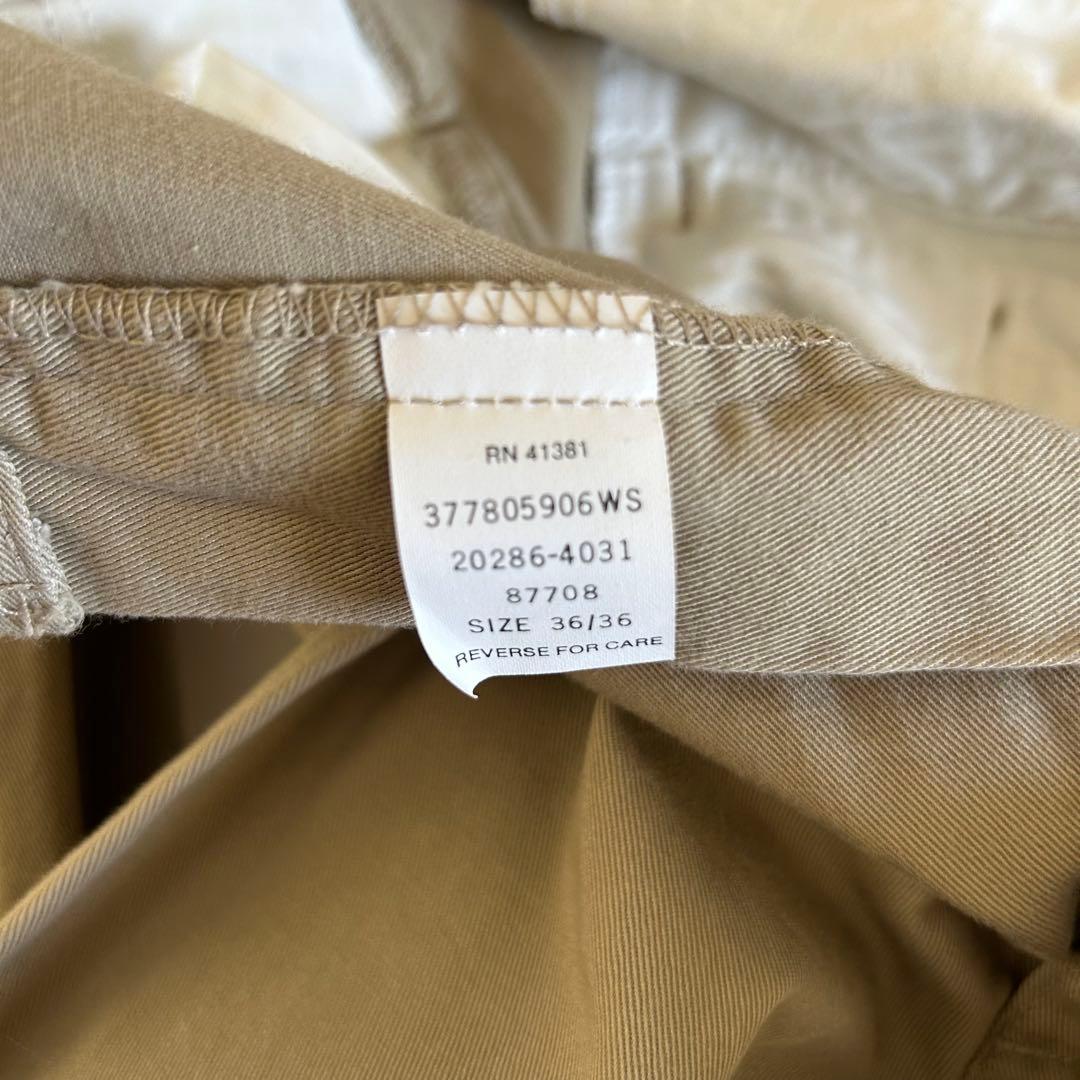 RN 41381
377805906WS
20286-4031
87708
SIZE 36/36
REVERSE FOR CARE